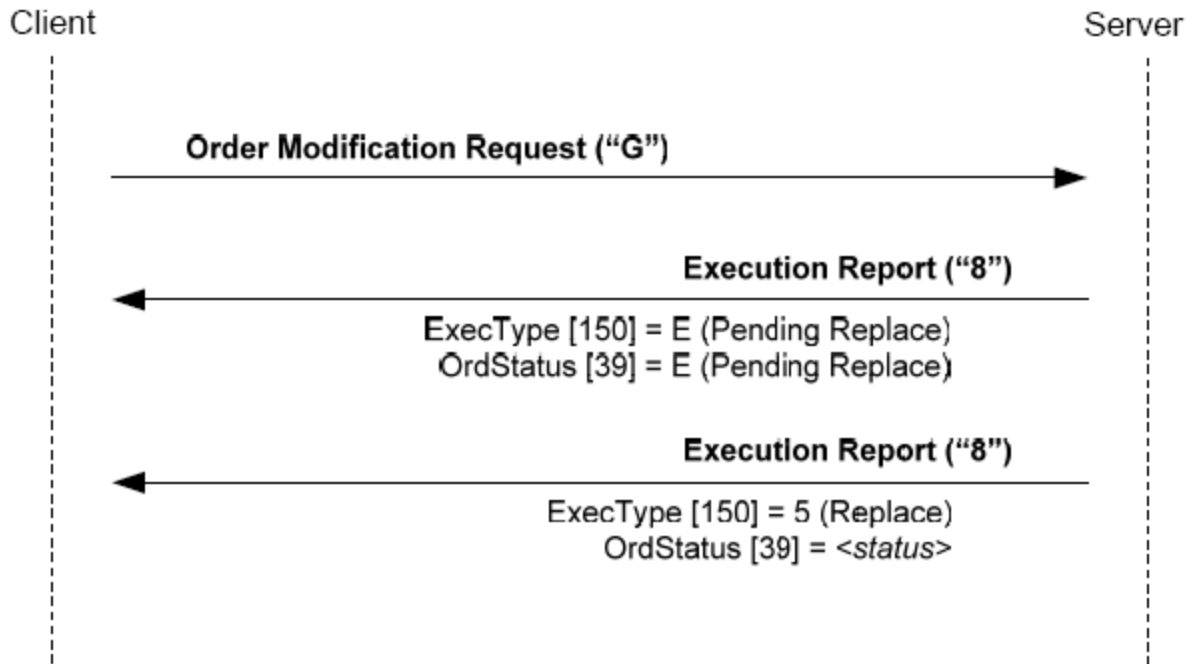 Client
Server
Order Modification Request (“G”)
Execution Report (“8”)
ExecType [150] = E (Pending Replace)
OrdStatus [39] = E (Pending Replace)
Execution Report (“8”)
ExecType [150] = 5 (Replace)
OrdStatus [39] = <status>